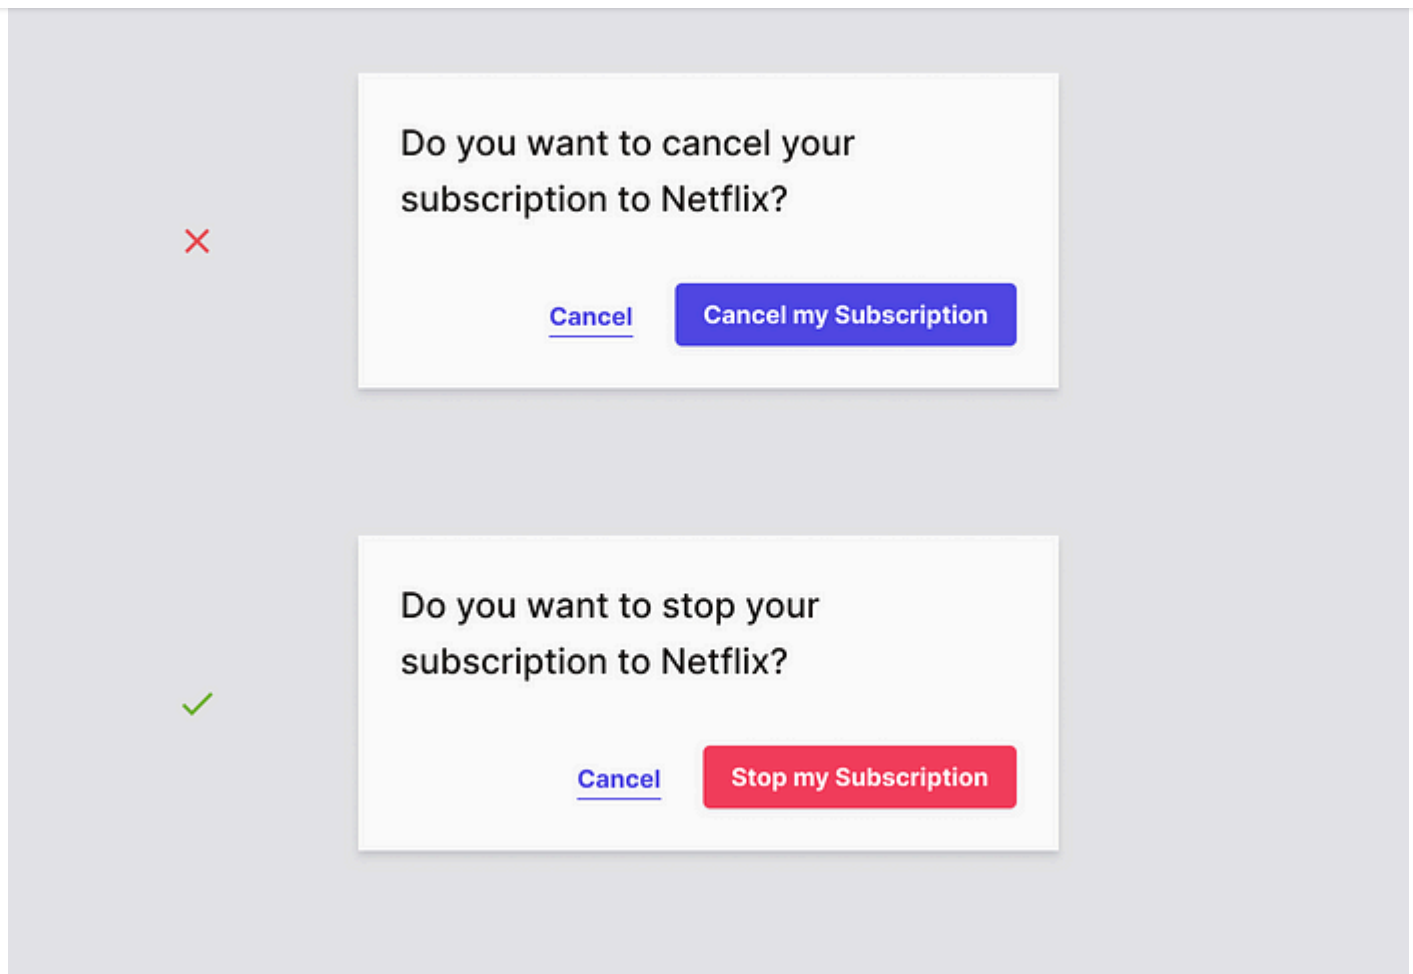 Do you want to cancel your
subscription to Netflix?
Cancel Cancel my Subscription
Do you want to stop your
subscription to Netflix?
Cancel Stop my Subscription